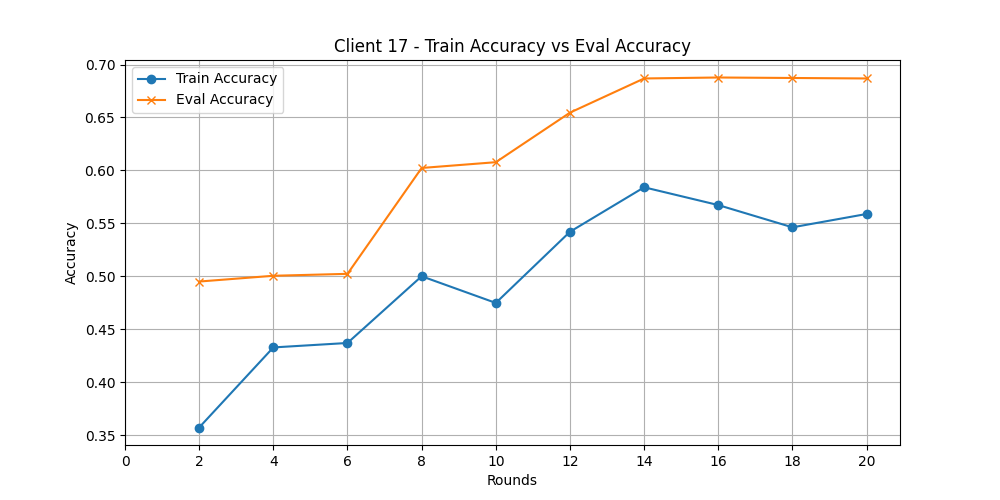 Client 17 - Train Accuracy vs Eval Accuracy
Train Accuracy
Eval Accuracy
Accuracy
0.70
0.65
0.60
0.55
0.50
0.45
0.40
0.35
0 2 4 6 8 10 12 14 16 18 20
Rounds